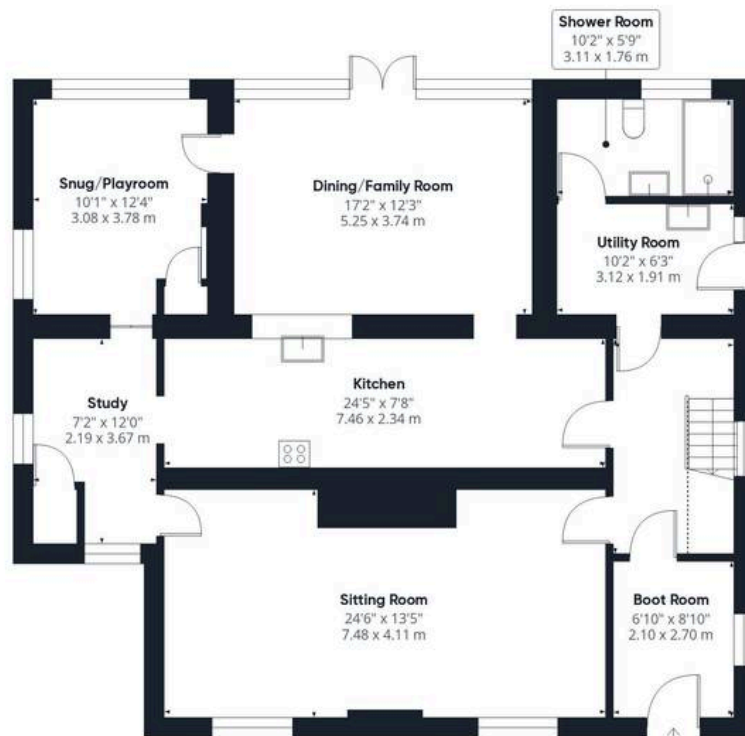 Shower Room
10'2" x 5'9"
3.11 x 1.76 m
Snug/Playroom
10'1" x 12'4"
3.08 x 3.78 m
Dining/Family Room
17'2" x 12'3"
5.25 x 3.74 m
Utility Room
10'2" x 6'3"
3.12 x 1.91 m
Study
7'2" x 12'0"
2.19 x 3.67 m
Kitchen
24'5" x 7'8"
7.46 x 2.34 m
Sitting Room
24'6" x 13'5"
7.48 x 4.11 m
Boot Room
6'10" x 8'10"
2.10 x 2.70 m